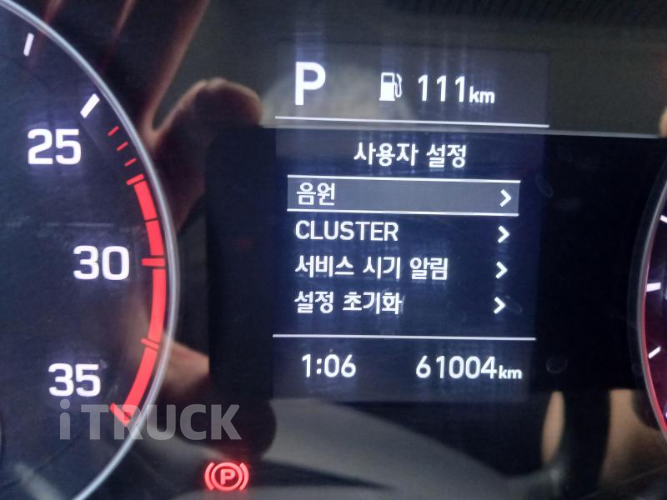 P 111km
사용자 설정
25
음원
CLUSTER
30
서비스 시기 알림
설정 초기화
35
1:06 61004km
iTRUCK
P